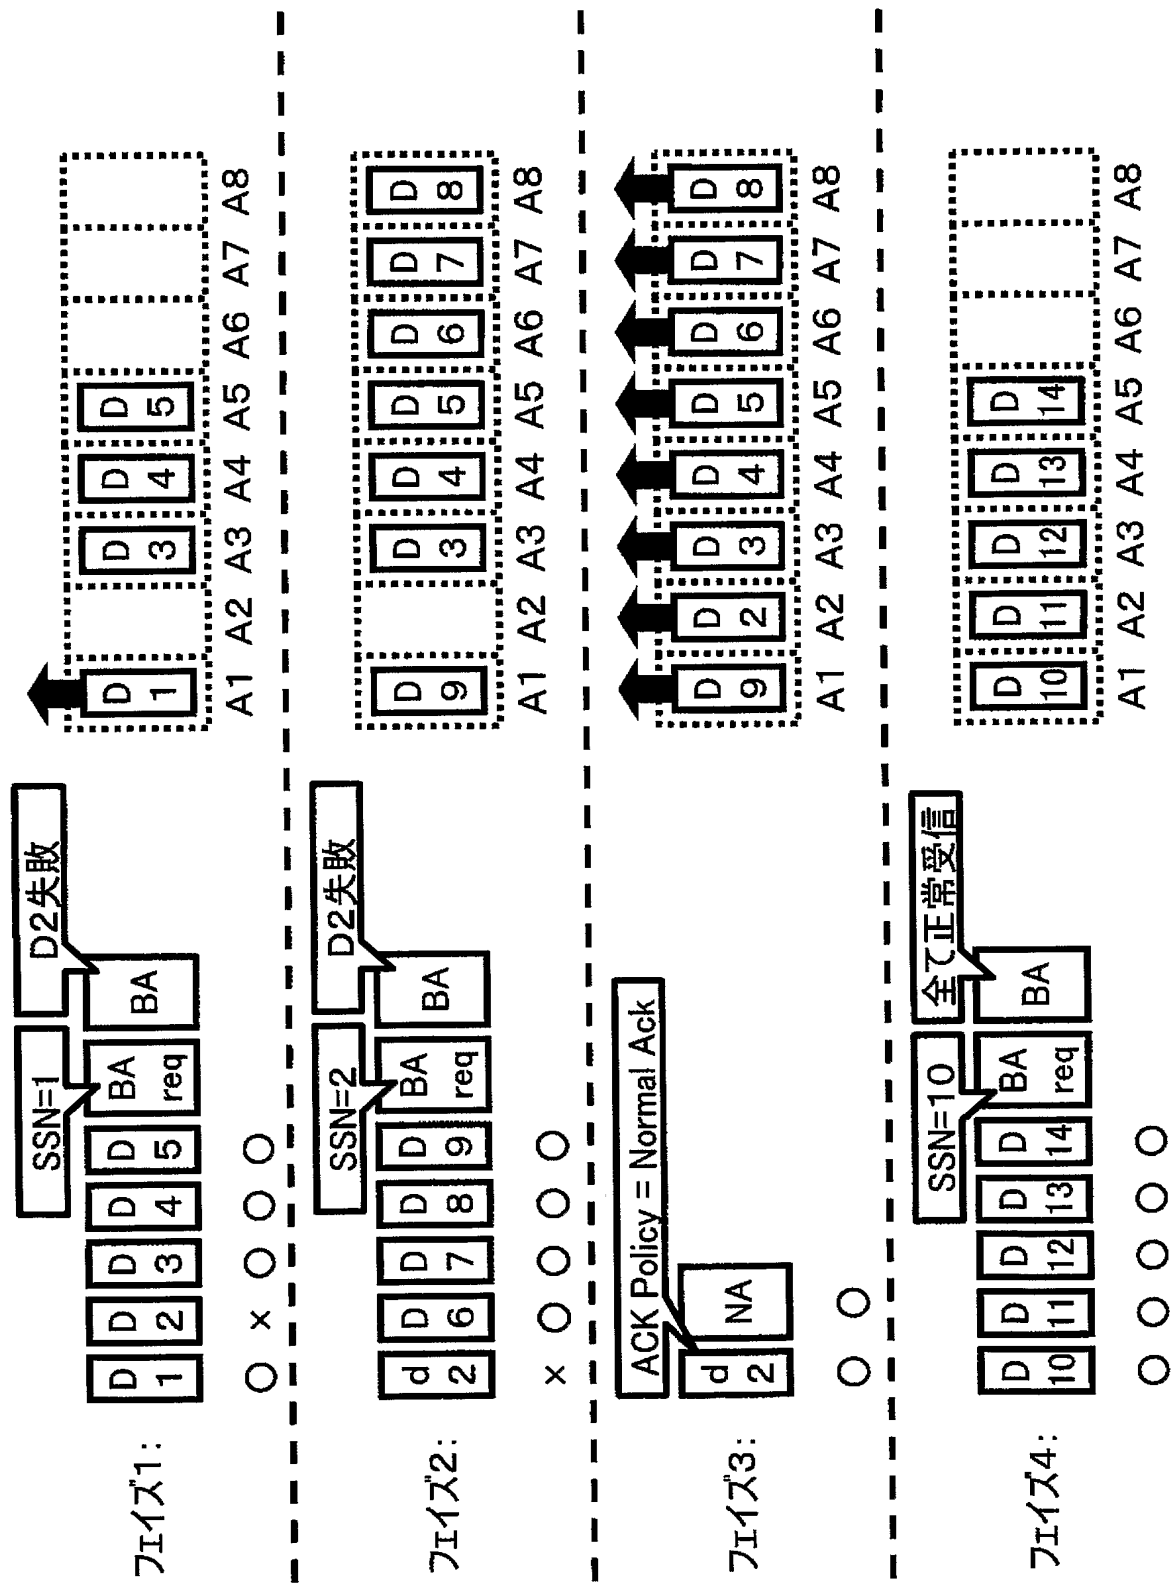 フェイズ1:
SSN=1
D2失敗
D 1
D 2
D 3
D 4
D 5
BA req
BA
○ × ○ ○ ○
D 1
D 3
D 4
D 5
A1 A2 A3 A4 A5 A6 A7 A8
フェイズ2:
SSN=2
D2失敗
d 2
D 6
D 7
D 8
D 9
BA req
BA
× ○ ○ ○ ○
D 9
D 3
D 4
D 5
D 6
D 7
D 8
A1 A2 A3 A4 A5 A6 A7 A8
フェイズ3:
ACK Policy = Normal Ack
d 2
NA
○ ○
D 9
D 2
D 3
D 4
D 5
D 6
D 7
D 8
A1 A2 A3 A4 A5 A6 A7 A8
フェイズ4:
SSN=10
全て正常受信
D 10
D 11
D 12
D 13
D 14
BA req
BA
○ ○ ○ ○ ○
D 10
D 11
D 12
D 13
D 14
A1 A2 A3 A4 A5 A6 A7 A8